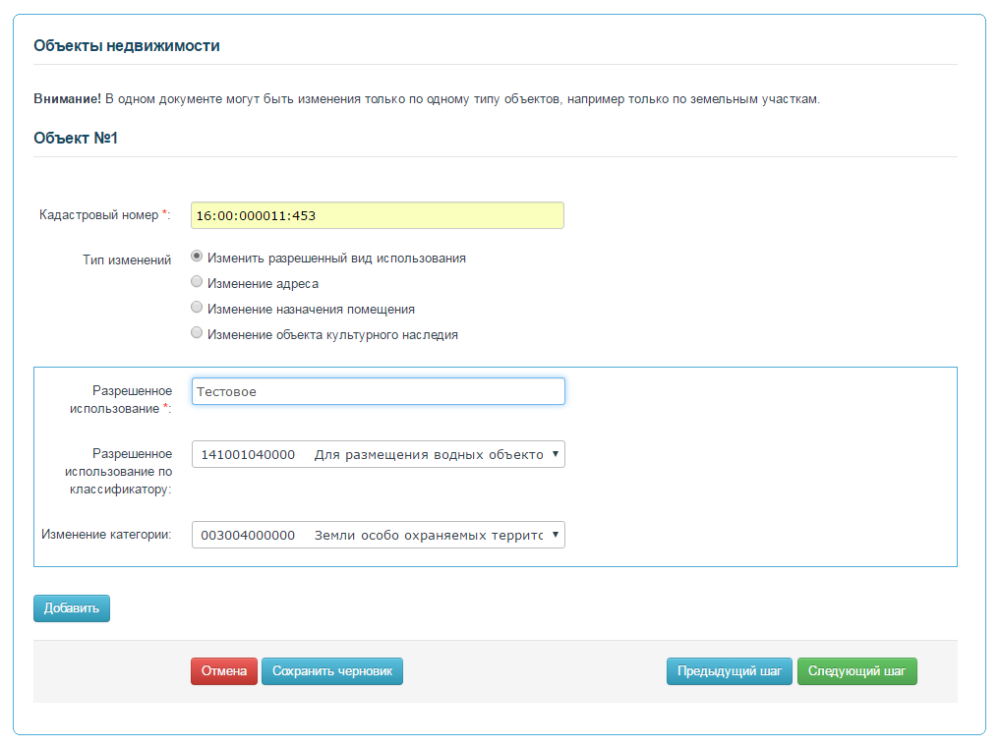 Объекты недвижимости
Внимание! В одном документе могут быть изменения только по одному типу объектов, например только по земельным участкам.
Объект №1
Кадастровый номер *:
16:00:000011:453
Тип изменений
Изменить разрешенный вид использования
Изменение адреса
Изменение назначения помещения
Изменение объекта культурного наследия
Разрешенное
использование *:
Тестовое
Разрешенное
использование по
классификатору:
141001040000 Для размещения водных объекто
Изменение категории:
003004000000 Земли особо охраняемых террито
Добавить
Отмена Сохранить черновик Предыдущий шаг Следующий шаг